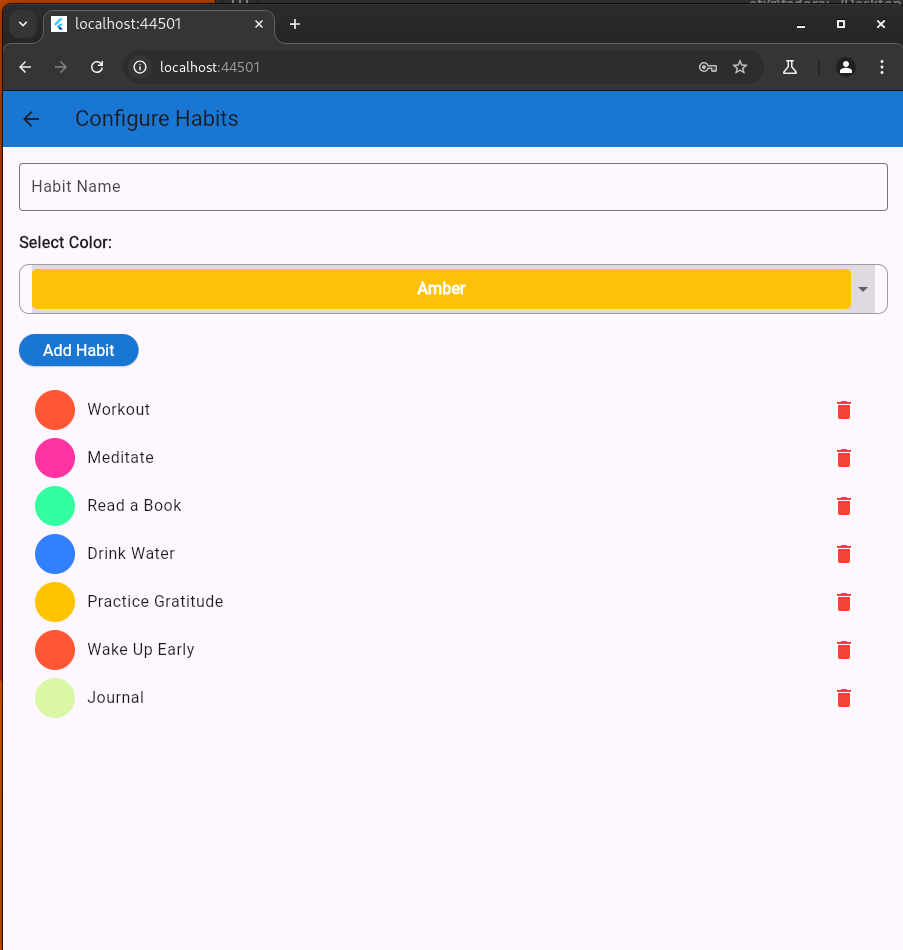 localhost:44501
localhost:44501
Configure Habits
Habit Name
Select Color:
Amber
Add Habit
Workout
Meditate
Read a Book
Drink Water
Practice Gratitude
Wake Up Early
Journal